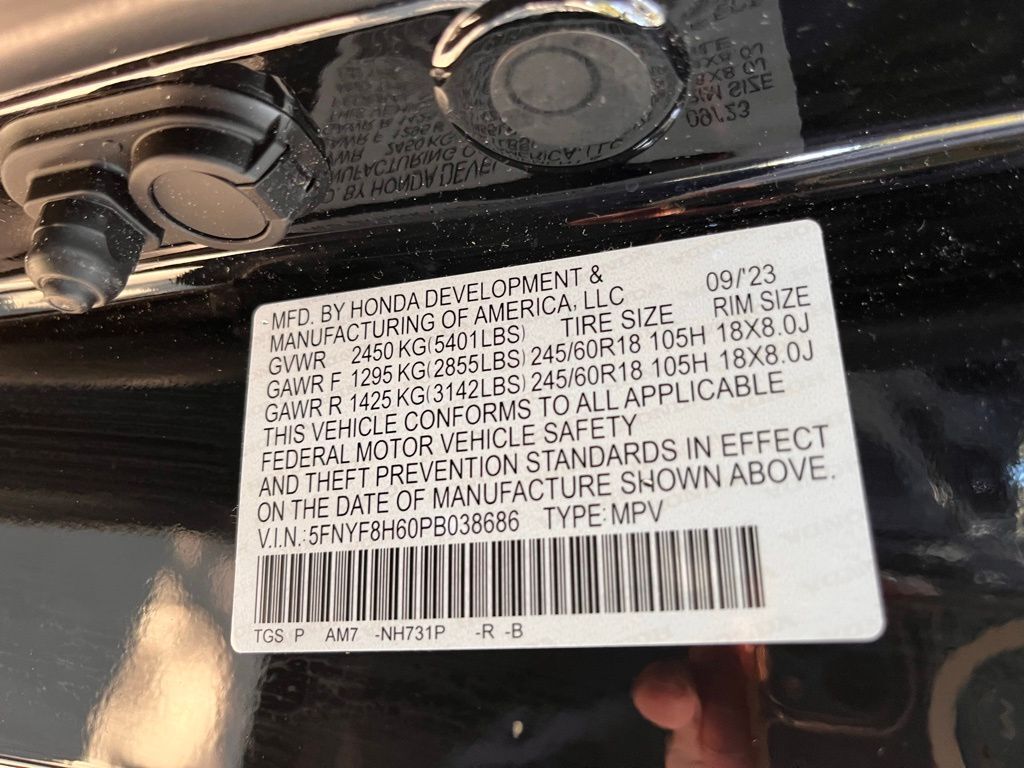 MFD. BY HONDA DEVELOPMENT & 09/'23
MANUFACTURING OF AMERICA, LLC
GVWR 2450 KG(5401LBS) TIRE SIZE RIM SIZE
GAWR F 1295 KG(2855LBS) 245/60R18 105H 18X8.0J
GAWR R 1425 KG(3142LBS) 245/60R18 105H 18X8.0J
THIS VEHICLE CONFORMS TO ALL APPLICABLE
FEDERAL MOTOR VEHICLE SAFETY
AND THEFT PREVENTION STANDARDS IN EFFECT
ON THE DATE OF MANUFACTURE SHOWN ABOVE.
V.I.N.: 5FNYF8H60PB038686 TYPE: MPV
TGS P AM7 -NH731P -R -B